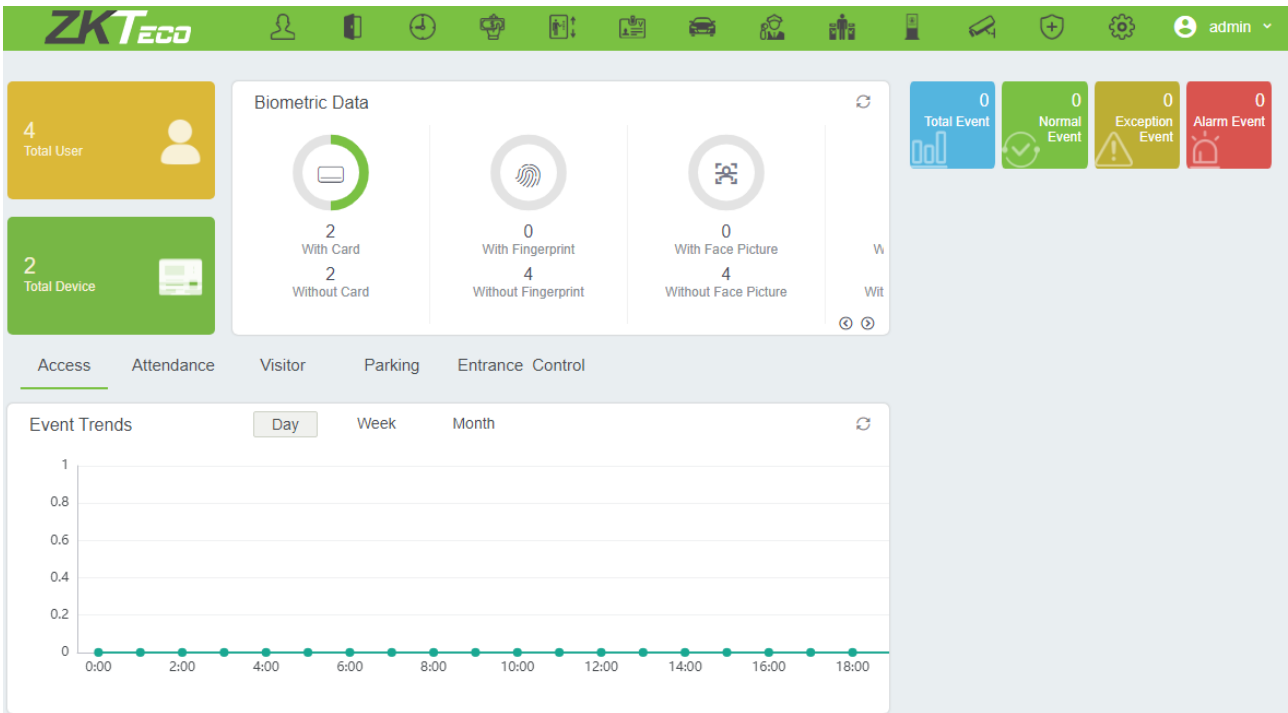 ZKTECO
admin
4
Total User
2
Total Device
Biometric Data
2
With Card
2
Without Card
0
With Fingerprint
4
Without Fingerprint
0
With Face Picture
4
Without Face Picture
0
Total Event
0
Normal
Event
0
Exception
Event
0
Alarm Event
Access Attendance Visitor Parking Entrance Control
Event Trends Day Week Month
1
0.8
0.6
0.4
0.2
0
0:00 2:00 4:00 6:00 8:00 10:00 12:00 14:00 16:00 18:00